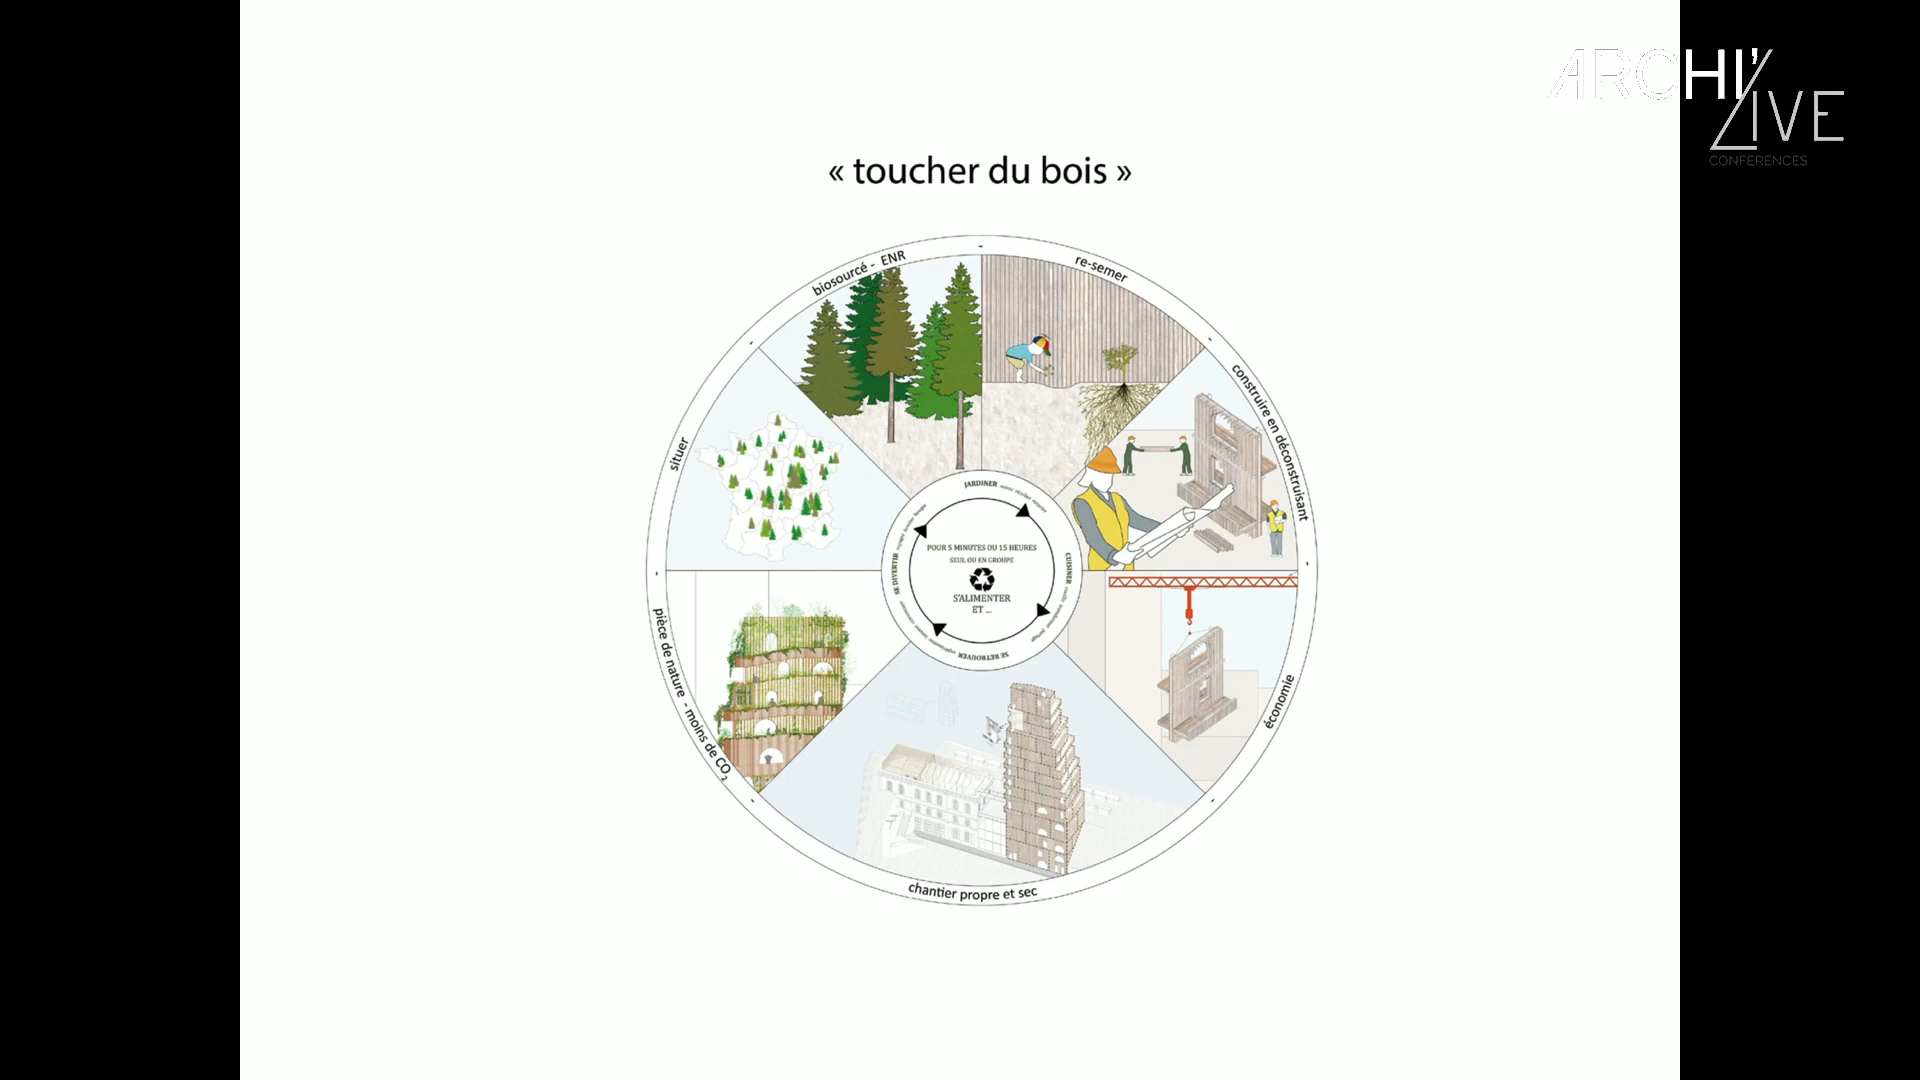 ARCHI'
LIVE
CONFERENCES
« toucher du bois »
biosourcé - ENR
re-semer
construire en déconstruisant
économie
chantier propre et sec
pièce de nature - moins de CO2
situer
JARDINER
CUISINER
SE RETROUVER
SE DIVERTIR
POUR 5 MINUTES OU 15 HEURES
SEUL OU EN GROUPE
S'ALIMENTER
ET ...